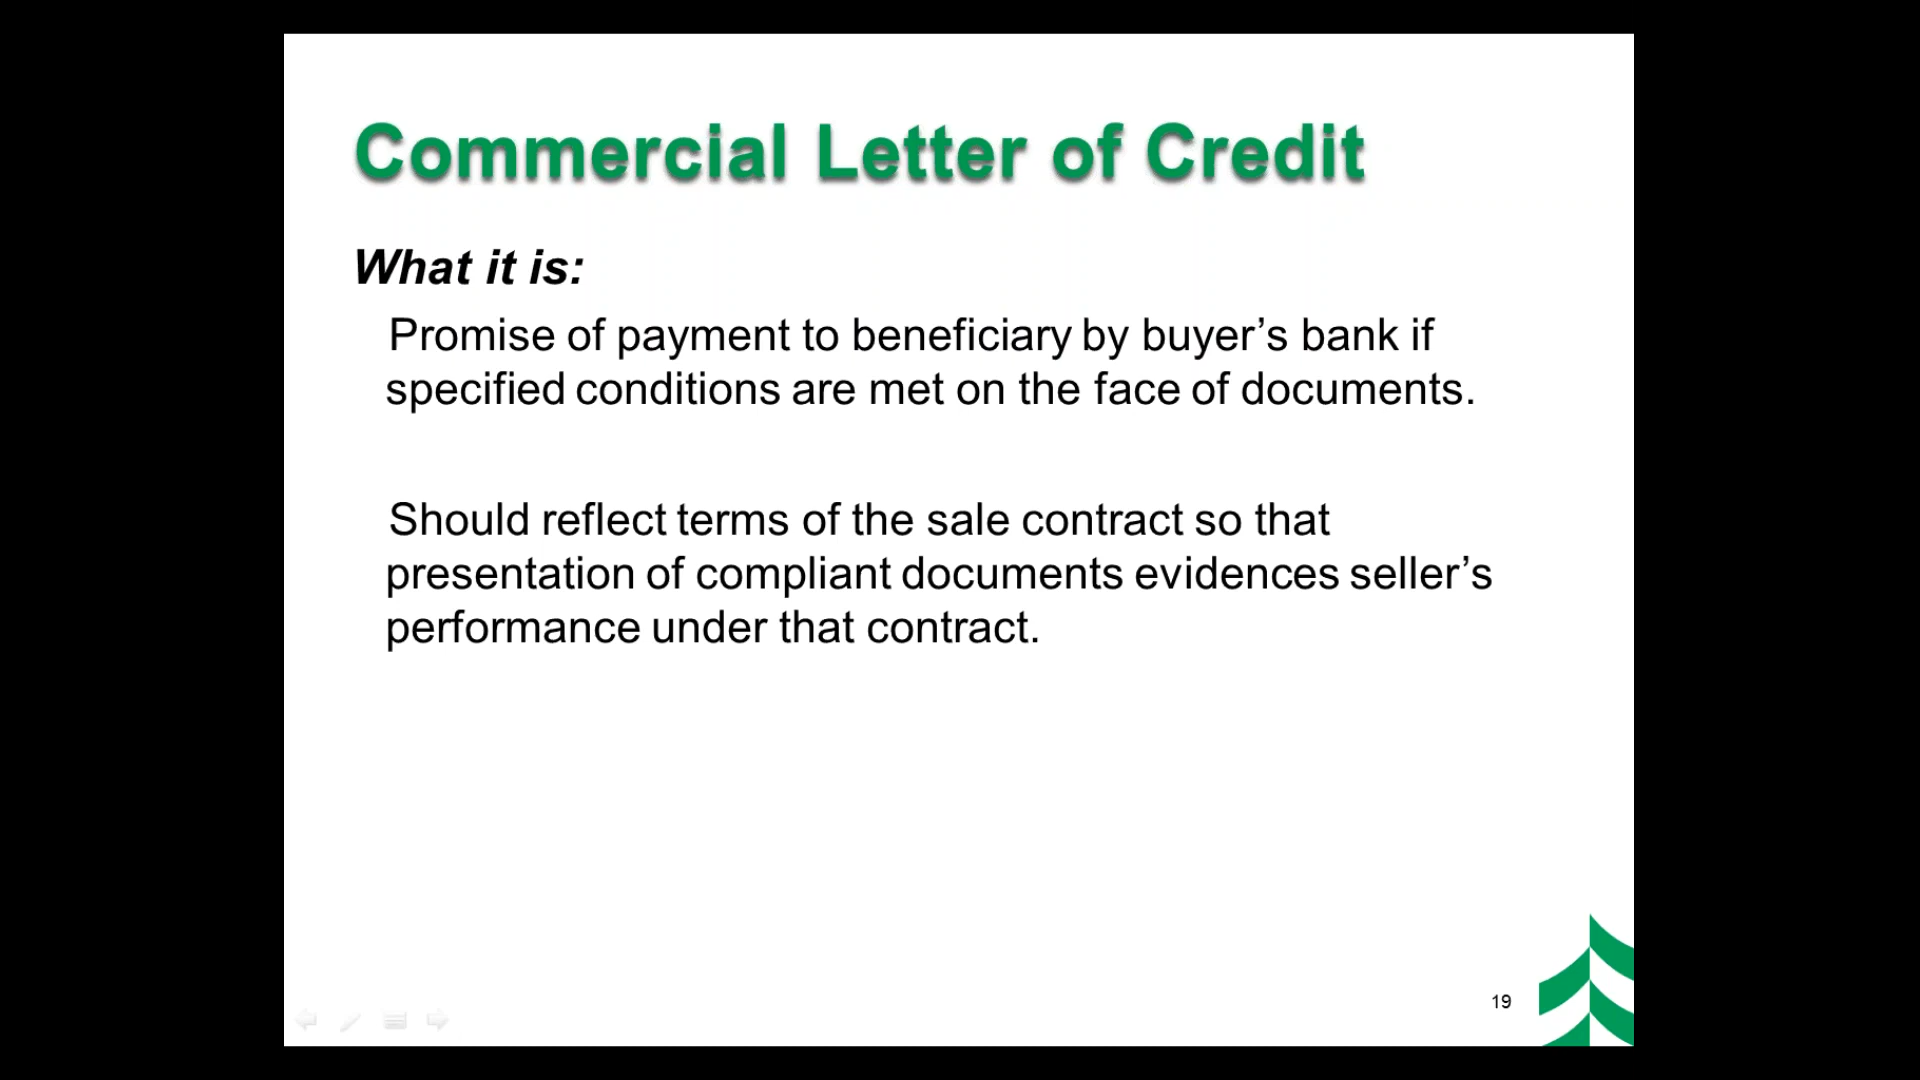 Commercial Letter of Credit
What it is:
Promise of payment to beneficiary by buyer’s bank if
specified conditions are met on the face of documents.
Should reflect terms of the sale contract so that
presentation of compliant documents evidences seller’s
performance under that contract.
19